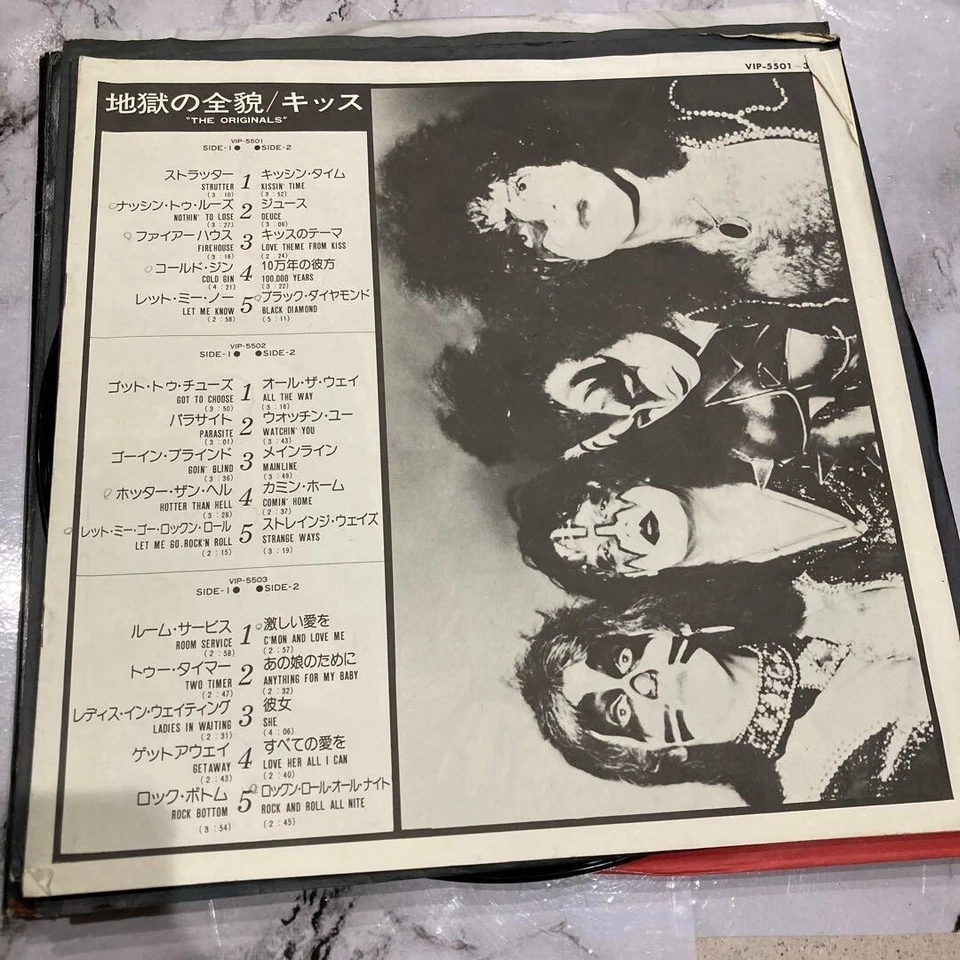 VIP-5501~3
地獄の全貌/キッス
"THE ORIGINALS"
VIP-5501
SIDE-1● ●SIDE-2
ストラッター 1 キッシン・タイム
STRUTTER KISSIN' TIME
(3:10) (3:52)
ナッシン・トゥ・ルーズ 2 ジュース
NOTHIN' TO LOSE DEUCE
(3:27) (3:06)
ファイアーハウス 3 キッスのテーマ
FIREHOUSE LOVE THEME FROM KISS
(3:16) (2:24)
コールド・ジン 4 10万年の彼方
COLD GIN 100,000 YEARS
(4:21) (3:22)
レット・ミー・ノー 5 ブラック・ダイヤモンド
LET ME KNOW BLACK DIAMOND
(2:58) (5:11)
VIP-5502
SIDE-1● ●SIDE-2
ゴット・トゥ・チューズ 1 オール・ザ・ウェイ
GOT TO CHOOSE ALL THE WAY
(3:50) (3:16)
パラサイト 2 ウォッチン・ユー
PARASITE WATCHIN' YOU
(3:01) (3:43)
ゴーイン・ブラインド 3 メインライン
GOIN' BLIND MAINLINE
(3:36) (3:49)
ホッター・ザン・ヘル 4 カミン・ホーム
HOTTER THAN HELL COMIN' HOME
(3:28) (2:37)
レット・ミー・ゴー・ロックン・ロール 5 ストレインジ・ウェイズ
LET ME GO.ROCK'N ROLL STRANGE WAYS
(2:15) (3:19)
VIP-5503
SIDE-1● ●SIDE-2
ルーム・サービス 1 激しい愛を
ROOM SERVICE C'MON AND LOVE ME
(2:58) (2:57)
トゥー・タイマー 2 あの娘のために
TWO TIMER ANYTHING FOR MY BABY
(2:47) (2:32)
レディス・イン・ウェイティング 3 彼女
LADIES IN WAITING SHE
(2:31) (4:06)
ゲットアウェイ 4 すべての愛を
GETAWAY LOVE HER ALL I CAN
(2:43) (2:40)
ロック・ボトム 5 ロックン・ロール・オール・ナイト
ROCK BOTTOM ROCK AND ROLL ALL NITE
(3:54) (2:45)